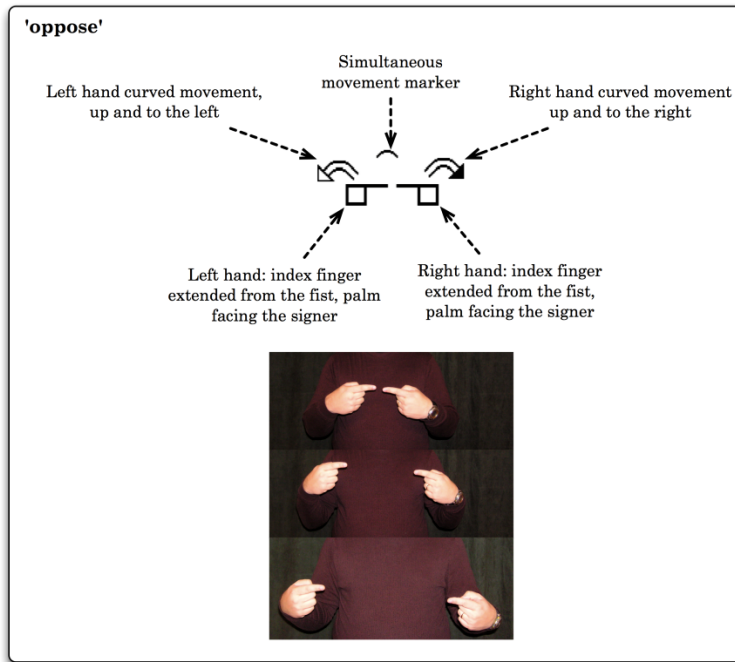 'oppose'
Simultaneous
movement marker
Left hand curved movement,
up and to the left
Right hand curved movement
up and to the right
Left hand: index finger
extended from the fist, palm
facing the signer
Right hand: index finger
extended from the fist,
palm facing the signer